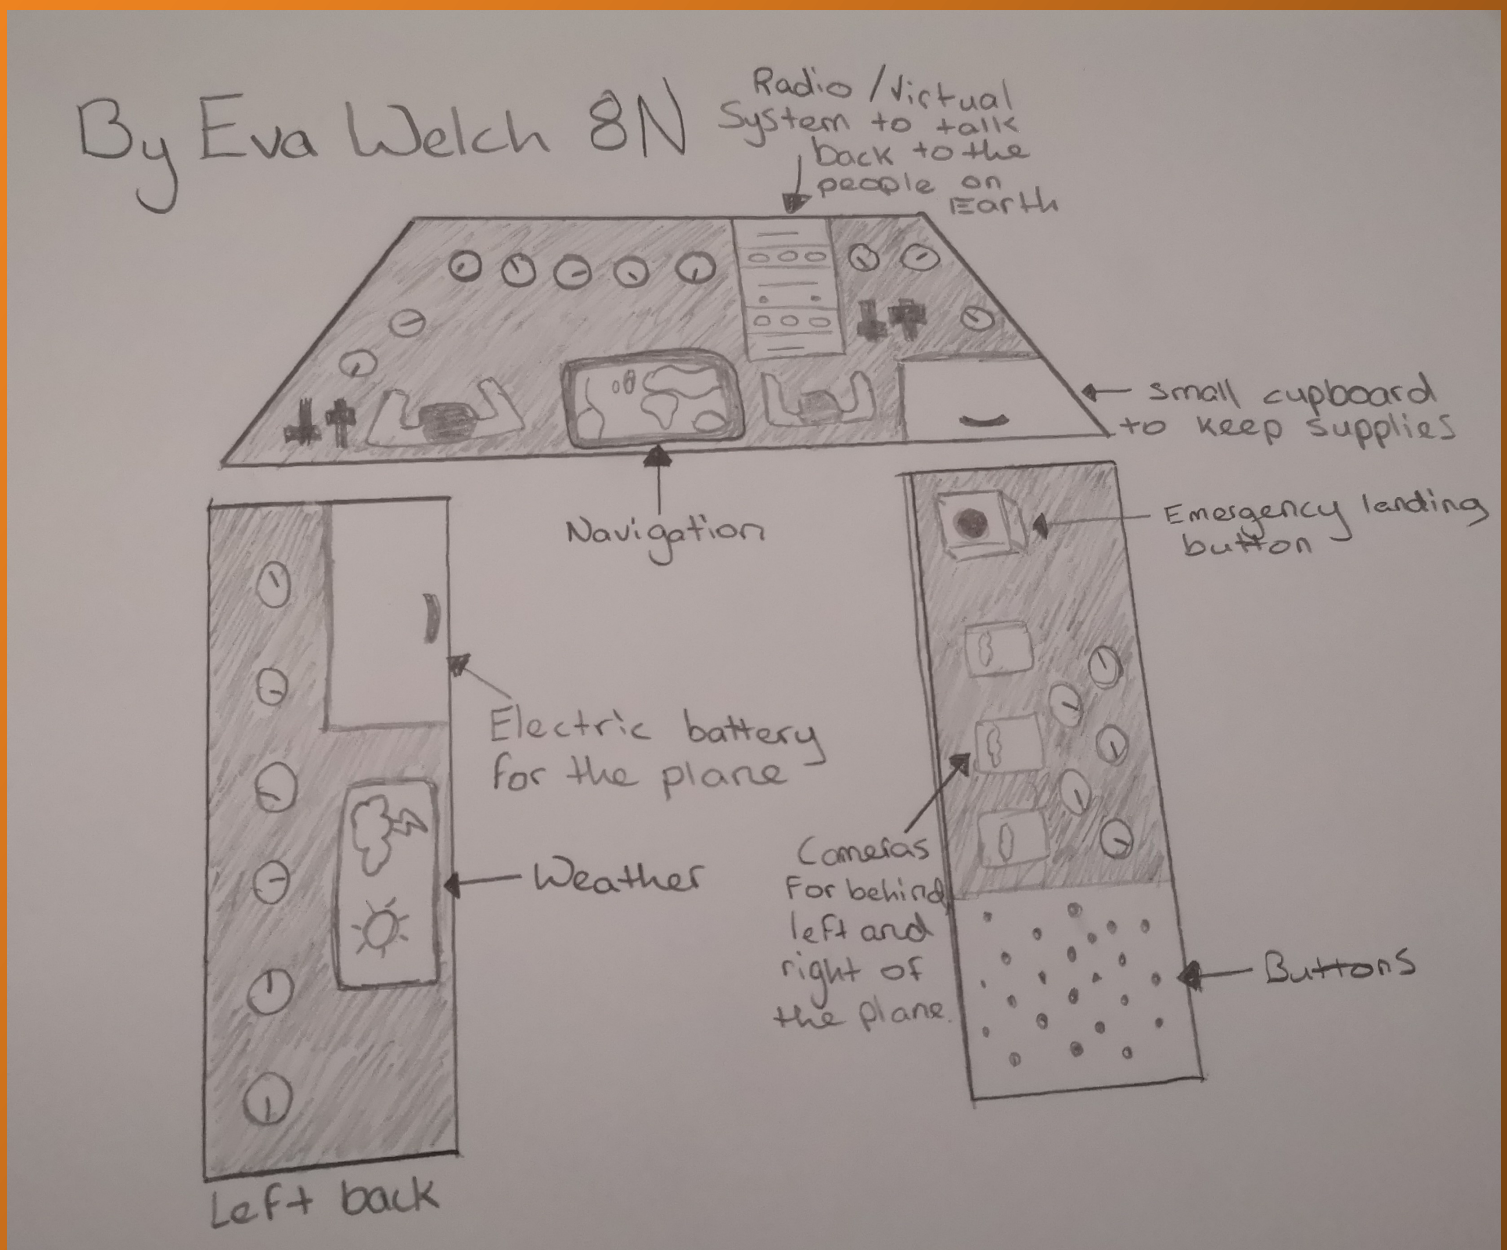 By Eva Welch 8N
Radio/Virtual
System to talk
back to the
people on
Earth
small cupboard
to keep supplies
Navigation
Emergency landing
button
Electric battery
for the plane
Weather
Cameras
For behind
left and
right of
the plane.
Buttons
Left back